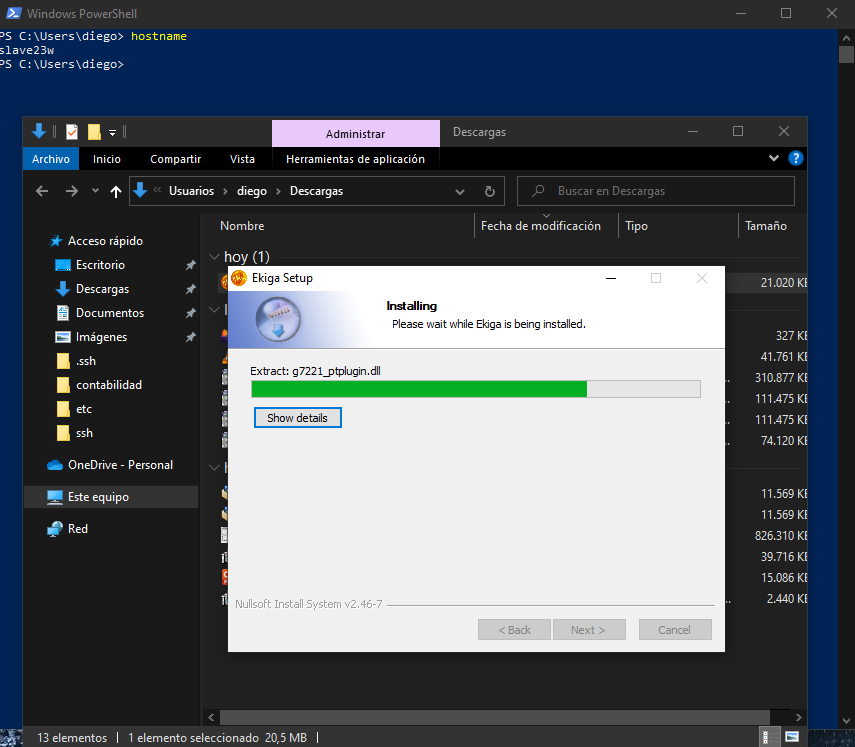 Windows PowerShell
PS C:\Users\diego> hostname
slave23w
PS C:\Users\diego>
Administrar
Descargas
Archivo Inicio Compartir Vista Herramientas de aplicación
Usuarios diego Descargas
Buscar en Descargas
Nombre Fecha de modificación Tipo Tamaño
Acceso rápido
Escritorio
Descargas
Documentos
Imágenes
.ssh
contabilidad
etc
ssh
OneDrive - Personal
Este equipo
Red
hoy (1)
21.020 KB
327 KB
41.761 KB
310.877 KB
111.475 KB
111.475 KB
74.120 KB
11.569 KB
11.569 KB
826.310 KB
39.716 KB
15.086 KB
2.440 KB
Ekiga Setup
Installing
Please wait while Ekiga is being installed.
Extract: g7221_ptplugin.dll
Show details
Nullsoft Install System v2.46-7
< Back Next > Cancel
13 elementos 1 elemento seleccionado 20,5 MB